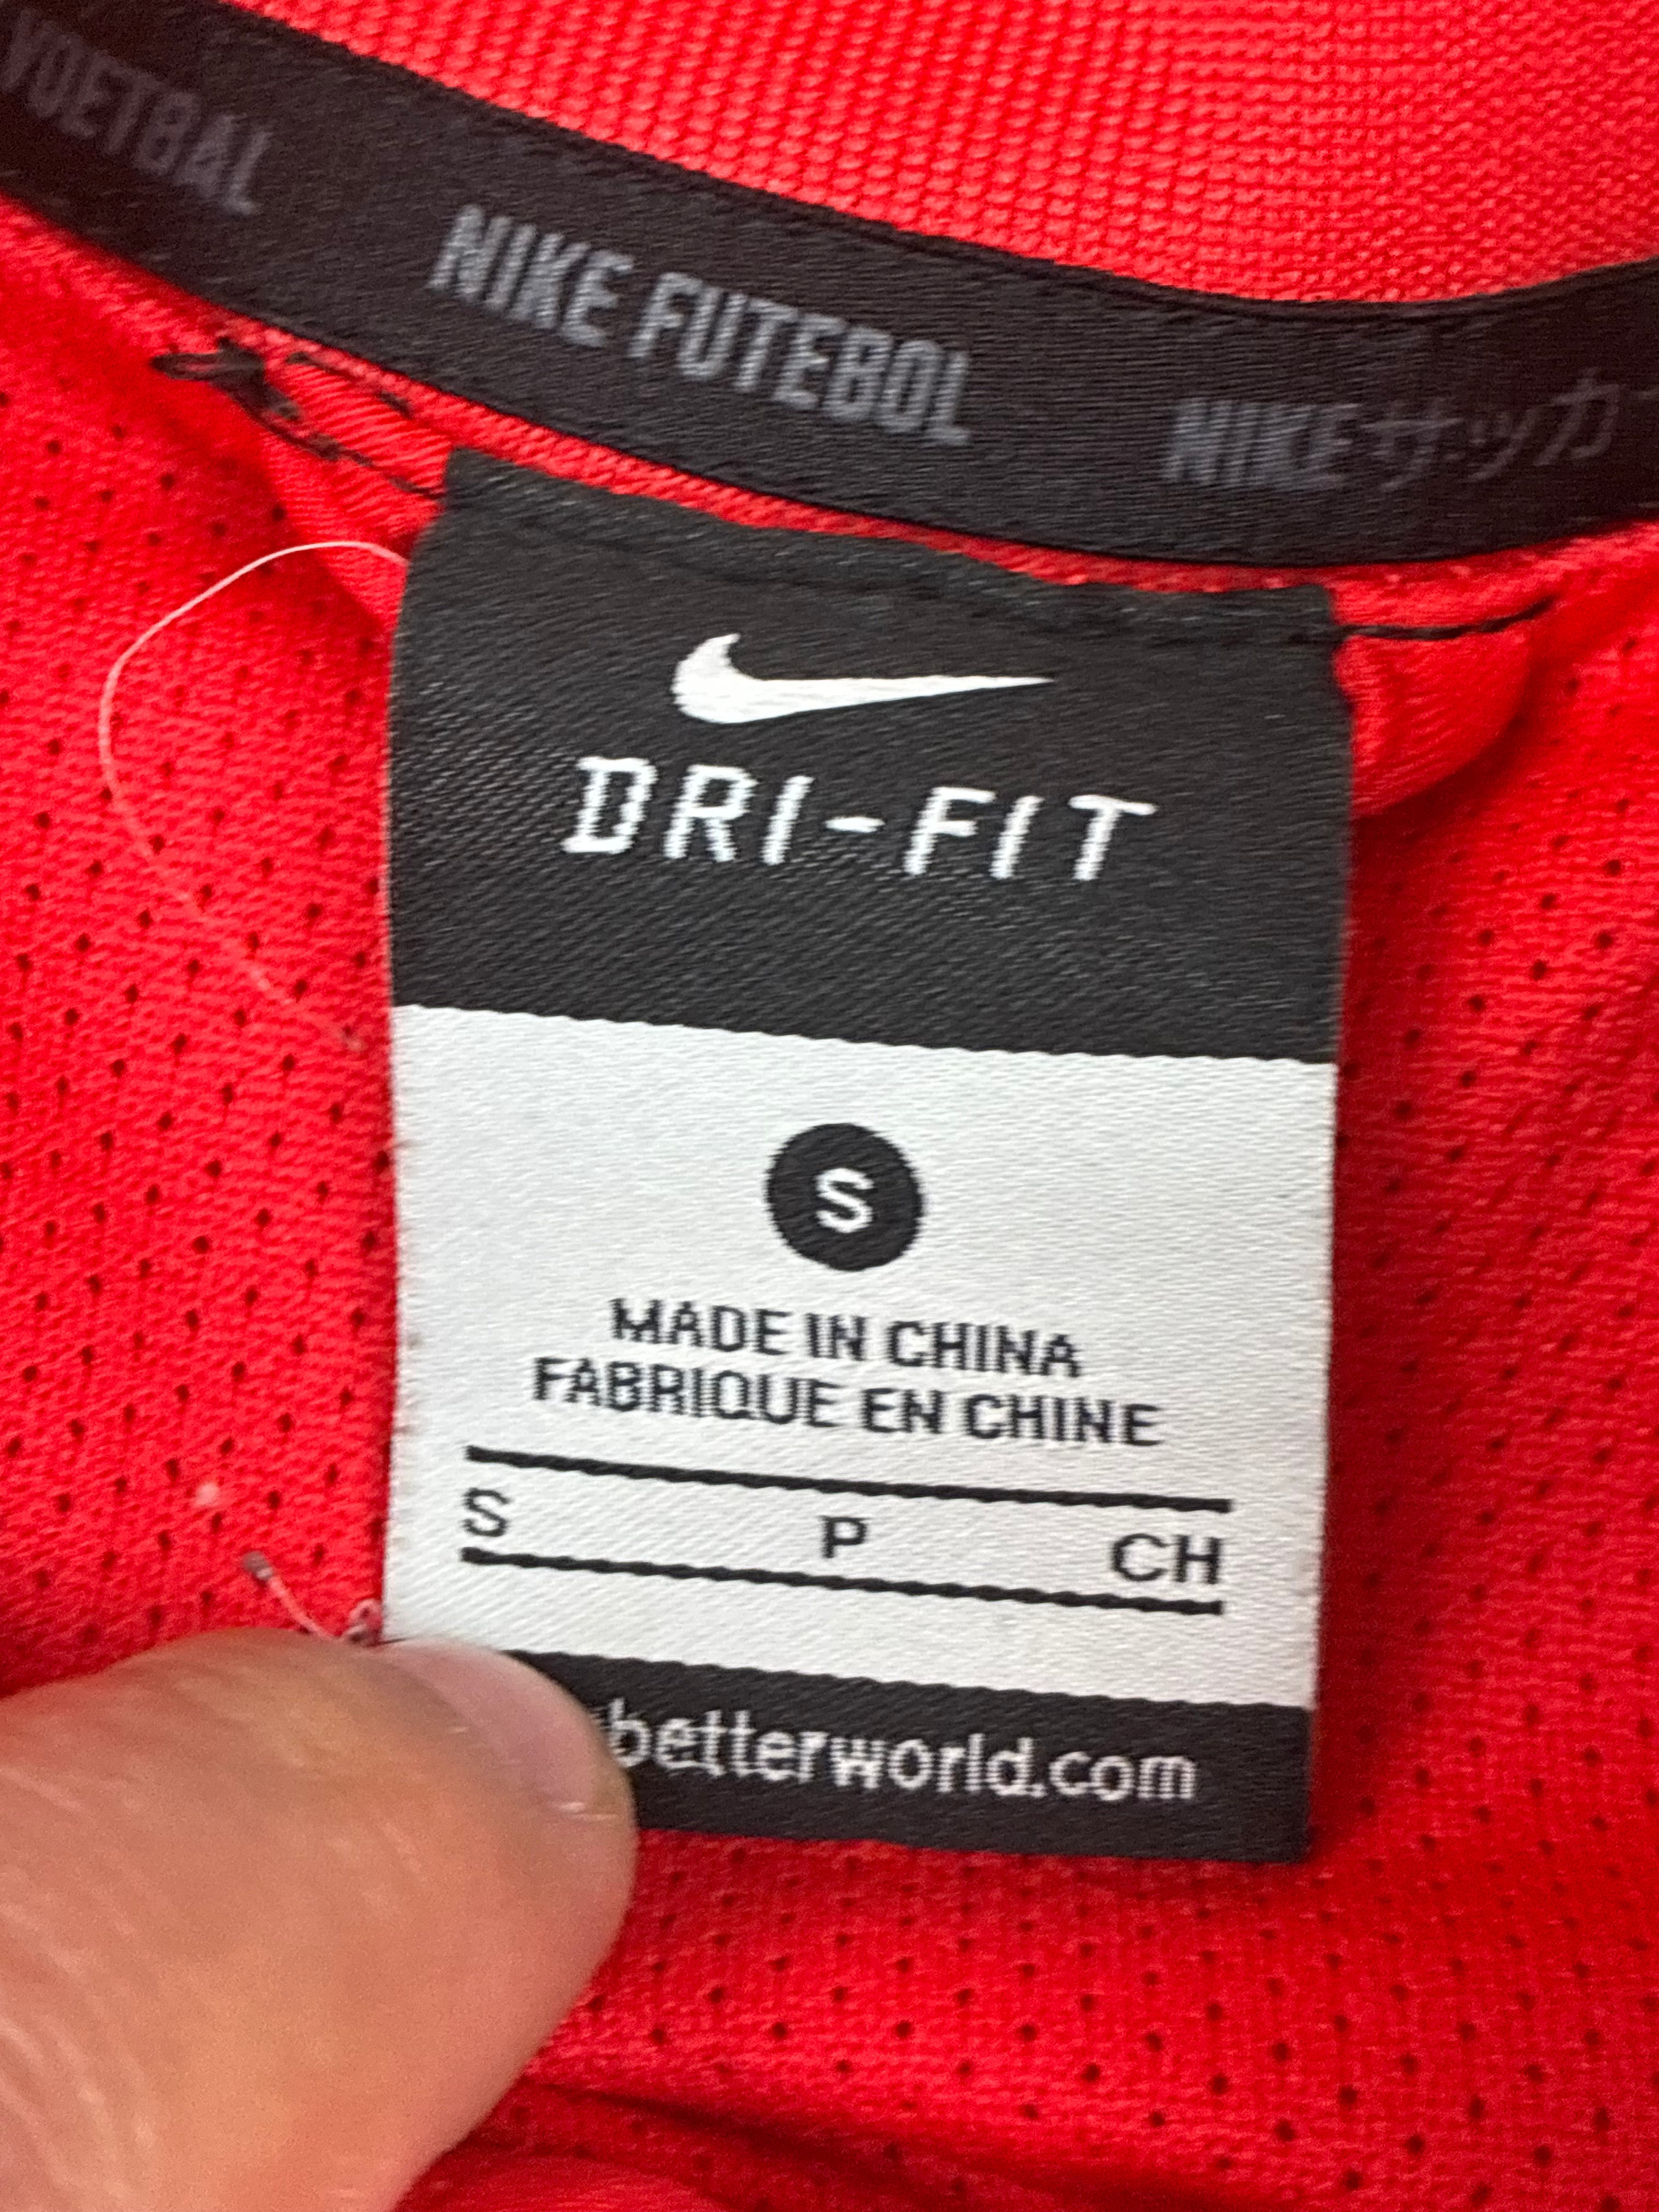 VOETBAL
NIKE FUTEBOL
NIKEサッカ
DRI-FIT
S
MADE IN CHINA
FABRIQUE EN CHINE
S P CH
betterworld.com